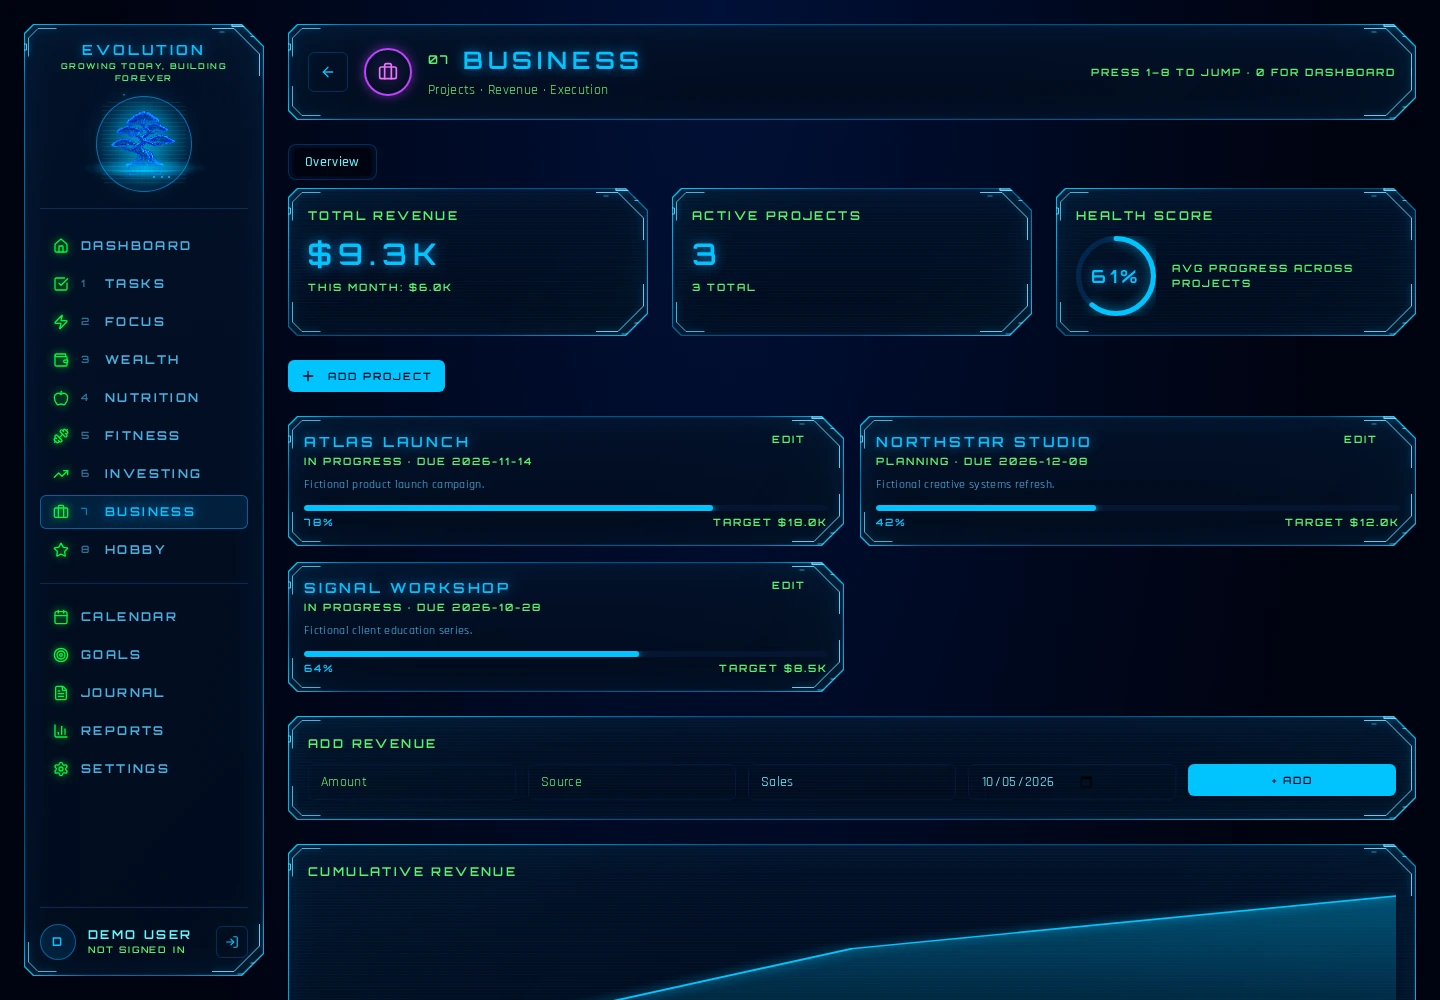 EVOLUTION
GROWING TODAY, BUILDING
FOREVER
DASHBOARD
1 TASKS
2 FOCUS
3 WEALTH
4 NUTRITION
5 FITNESS
6 INVESTING
7 BUSINESS
8 HOBBY
CALENDAR
GOALS
JOURNAL
REPORTS
SETTINGS
D
DEMO USER
NOT SIGNED IN
07 BUSINESS
Projects · Revenue · Execution
PRESS 1–8 TO JUMP · 0 FOR DASHBOARD
Overview
TOTAL REVENUE
$9.3K
THIS MONTH: $6.0K
ACTIVE PROJECTS
3
3 TOTAL
HEALTH SCORE
61%
AVG PROGRESS ACROSS
PROJECTS
+ ADD PROJECT
ATLAS LAUNCH
EDIT
IN PROGRESS · DUE 2026-11-14
Fictional product launch campaign.
78%
TARGET $18.0K
NORTHSTAR STUDIO
EDIT
PLANNING · DUE 2026-12-08
Fictional creative systems refresh.
42%
TARGET $12.0K
SIGNAL WORKSHOP
EDIT
IN PROGRESS · DUE 2026-10-28
Fictional client education series.
64%
TARGET $8.5K
ADD REVENUE
Amount
Source
Sales
10/05/2026
+ ADD
CUMULATIVE REVENUE